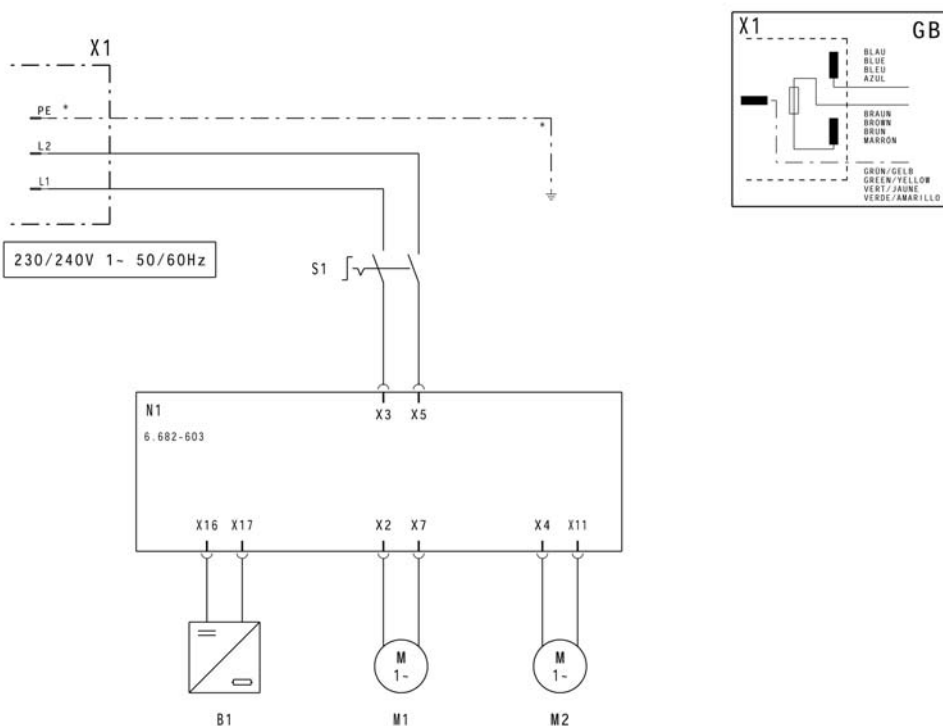 X1
PE *
*
L2
L1
230/240V 1~ 50/60Hz
S1
N1
6.682-603
X3 X5
X16 X17 X2 X7 X4 X11
M
1~
M
1~
B1 M1 M2
X1 GB
BLAU
BLUE
BLEU
AZUL
BRAUN
BROWN
BRUN
MARRON
GRÜN/GELB
GREEN/YELLOW
VERT/JAUNE
VERDE/AMARILLO